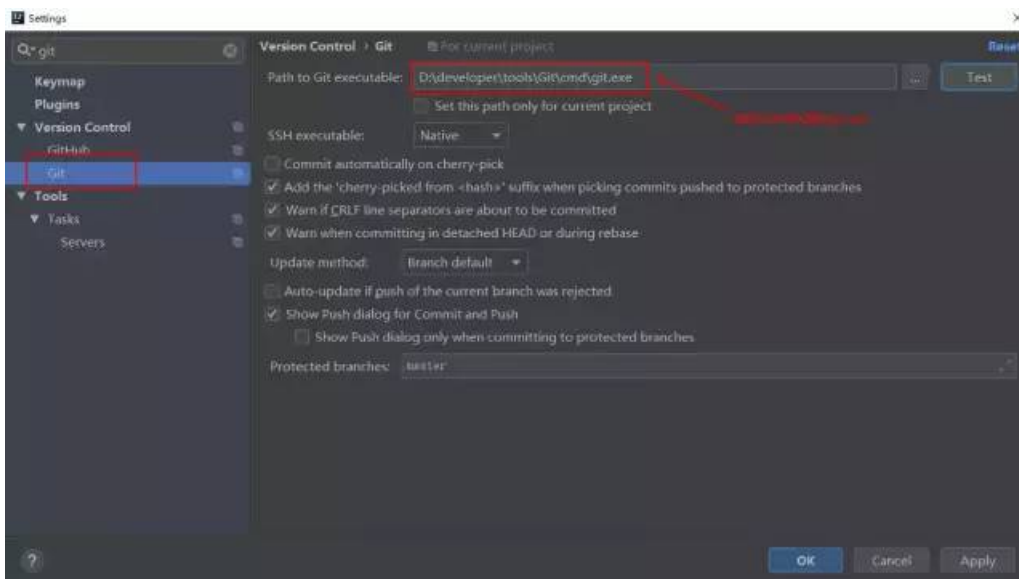 Settings
git
Version Control › Git
For current project
Reset
Keymap
Plugins
Version Control
GitHub
Git
Tools
Tasks
Servers
Path to Git executable:
D:\developer\tools\Git\cmd\git.exe
...
Test
Set this path only for current project
SSH executable:
Native
Commit automatically on cherry-pick
Add the 'cherry-picked from <hash>' suffix when picking commits pushed to protected branches
Warn if CRLF line separators are about to be committed
Warn when committing in detached HEAD or during rebase
Update method:
Branch default
Auto-update if push of the current branch was rejected
Show Push dialog for Commit and Push
Show Push dialog only when committing to protected branches
Protected branches:
master
?
OK
Cancel
Apply